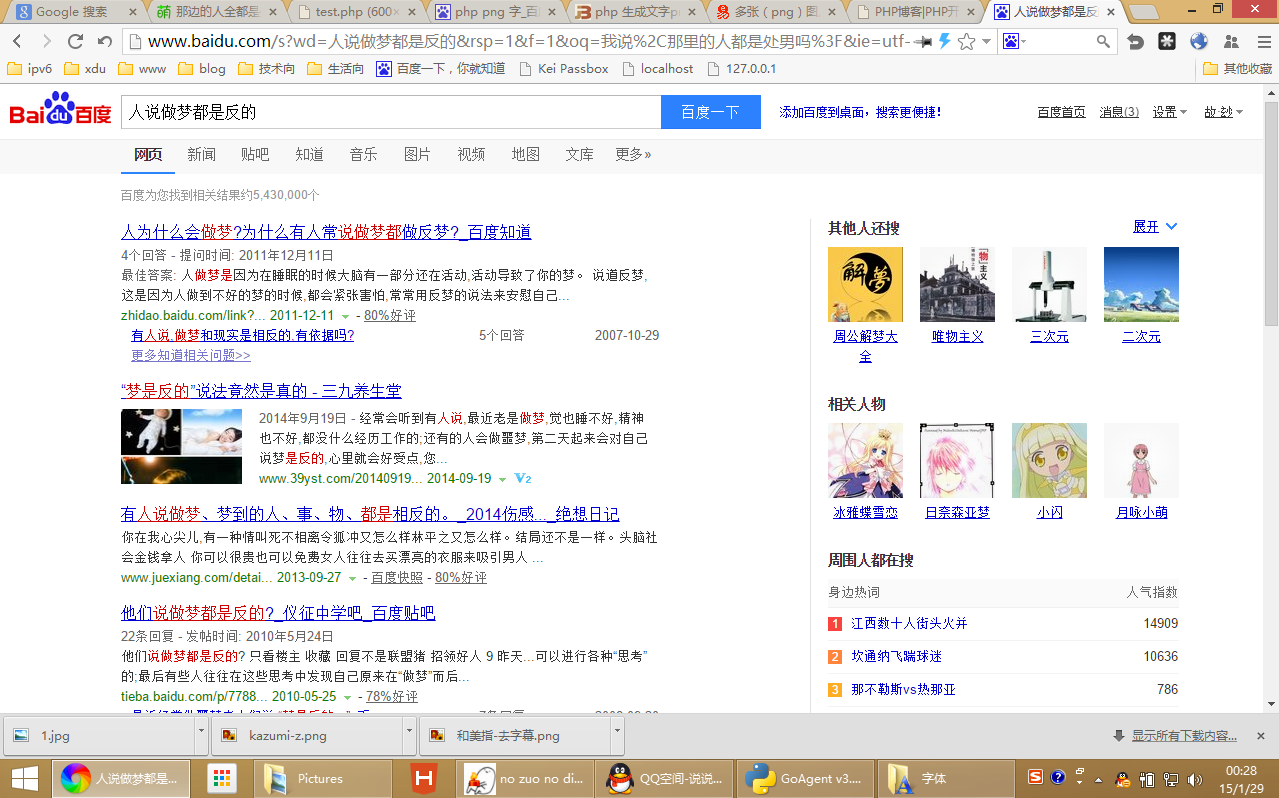 Google 搜索
那边的人全都是
test.php (600×
php png 字_百
php 生成文字p
多张（png）图
PHP博客|PHP开
人说做梦都是反
www.baidu.com/s?wd=人说做梦都是反的&rsp=1&f=1&oq=我说%2C那里的人都是处男吗%3F&ie=utf-
ipv6
xdu
www
blog
技术向
生活向
百度一下，你就知道
Kei Passbox
localhost
127.0.0.1
其他收藏
Bai du 百度
人说做梦都是反的
百度一下
添加百度到桌面，搜索更便捷！
百度首页
消息(3)
设置
故·玅
网页
新闻
贴吧
知道
音乐
图片
视频
地图
文库
更多»
百度为您找到相关结果约5,430,000个
人为什么会做梦?为什么有人常说做梦都做反梦?_百度知道
4个回答 - 提问时间: 2011年12月11日
最佳答案: 人做梦是因为在睡眠的时候大脑有一部分还在活动,活动导致了你的梦。 说道反梦,
这是因为人做到不好的梦的时候,都会紧张害怕,常常用反梦的说法来安慰自己...
zhidao.baidu.com/link?... 2011-12-11 - 80%好评
有人说,做梦和现实是相反的.有依据吗?
5个回答
2007-10-29
更多知道相关问题>>
“梦是反的”说法竟然是真的 - 三九养生堂
2014年9月19日 - 经常会听到有人说,最近老是做梦,觉也睡不好,精神
也不好,都没什么经历工作的;还有的人会做噩梦,第二天起来会对自己
说梦是反的,心里就会好受点,您...
www.39yst.com/20140919... 2014-09-19 V2
有人说做梦、梦到的人、事、物、都是相反的。_2014伤感..._绝想日记
你在我心尖儿,有一种情叫死不相离令狐冲又怎么样林平之又怎么样。结局还不是一样。头脑社
会金钱拿人 你可以很贵也可以免费女人往往去买漂亮的衣服来吸引男人 ...
www.juexiang.com/detai... 2013-09-27 - 百度快照 - 80%好评
他们说做梦都是反的?_仪征中学吧_百度贴吧
22条回复 - 发帖时间: 2010年5月24日
他们说做梦都是反的? 只看楼主 收藏 回复不是联盟猪 招领好人 9 昨天...可以进行各种“思考”
的;最后有些人往往在这些思考中发现自己原来在“做梦”而后...
tieba.baidu.com/p/7788... 2010-05-25 - 78%好评
其他人还搜
展开
解夢
“物”主义
周公解梦大
全
唯物主义
三次元
二次元
相关人物
冰雅蝶雪恋
日奈森亚梦
小闪
月咏小萌
周围人都在搜
身边热词
人气指数
1 江西数十人街头火并 14909
2 坎通纳飞踹球迷 10636
3 那不勒斯vs热那亚 786
1.jpg
kazumi-z.png
和美指-去字幕.png
显示所有下载内容...
人说做梦都是...
Pictures
H
no zuo no di...
QQ空间-说说...
GoAgent v3....
字体
00:28
15/1/29